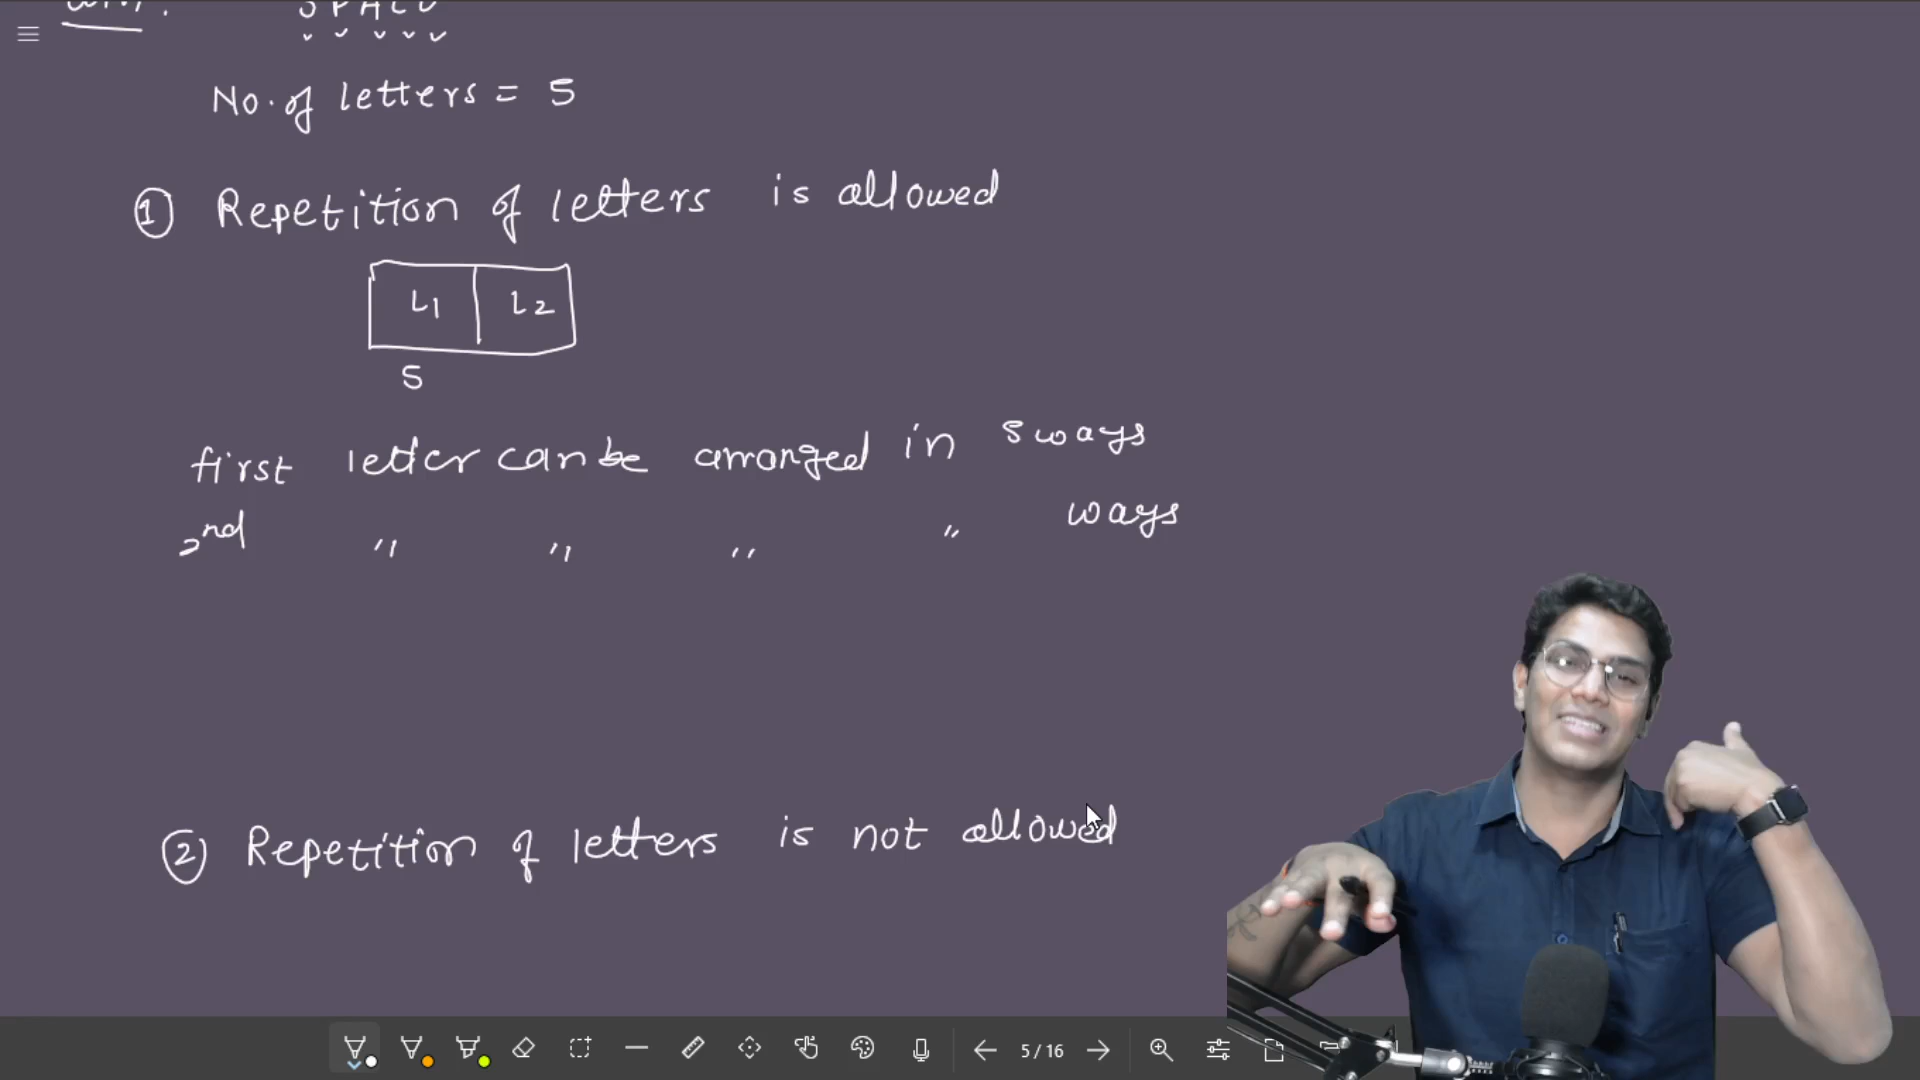 No. of letters = 5
① Repetition of letters is allowed
L1 L2
5
first letter can be arranged in 5 ways
2nd " " " " ways
② Repetition of letters is not allowed
5/16